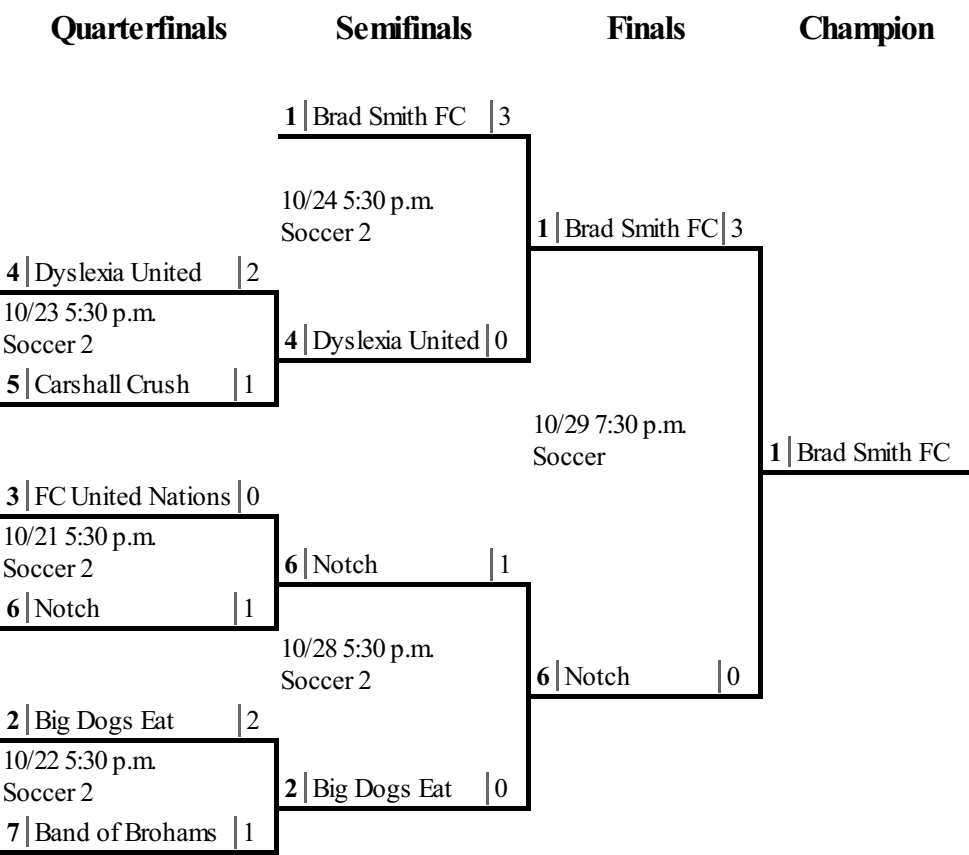 Quarterfinals Semifinals Finals Champion
1 Brad Smith FC 3
10/24 5:30 p.m.
Soccer 2
1 Brad Smith FC 3
4 Dyslexia United 2
10/23 5:30 p.m.
Soccer 2
4 Dyslexia United 0
5 Carshall Crush 1
10/29 7:30 p.m.
Soccer
1 Brad Smith FC
3 FC United Nations 0
10/21 5:30 p.m.
Soccer 2
6 Notch 1
6 Notch 1
10/28 5:30 p.m.
Soccer 2
6 Notch 0
2 Big Dogs Eat 2
10/22 5:30 p.m.
Soccer 2
2 Big Dogs Eat 0
7 Band of Brohams 1